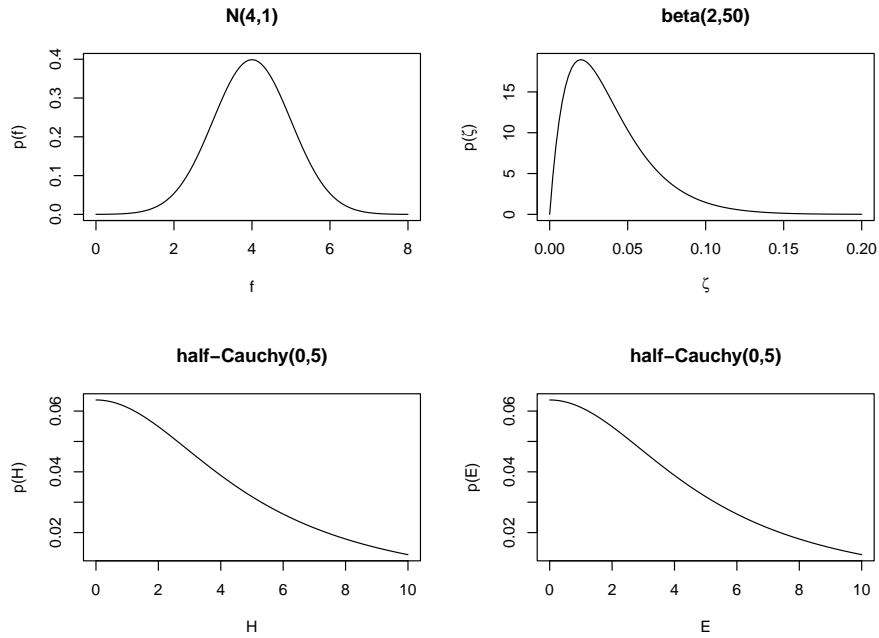 N(4,1)
p(f)
0.4
0.3
0.2
0.1
0.0
0 2 4 6 8
f
beta(2,50)
p(ζ)
15
10
5
0
0.00 0.05 0.10 0.15 0.20
ζ
half−Cauchy(0,5)
p(H)
0.06
0.04
0.02
0 2 4 6 8 10
H
half−Cauchy(0,5)
p(E)
0.06
0.04
0.02
0 2 4 6 8 10
E